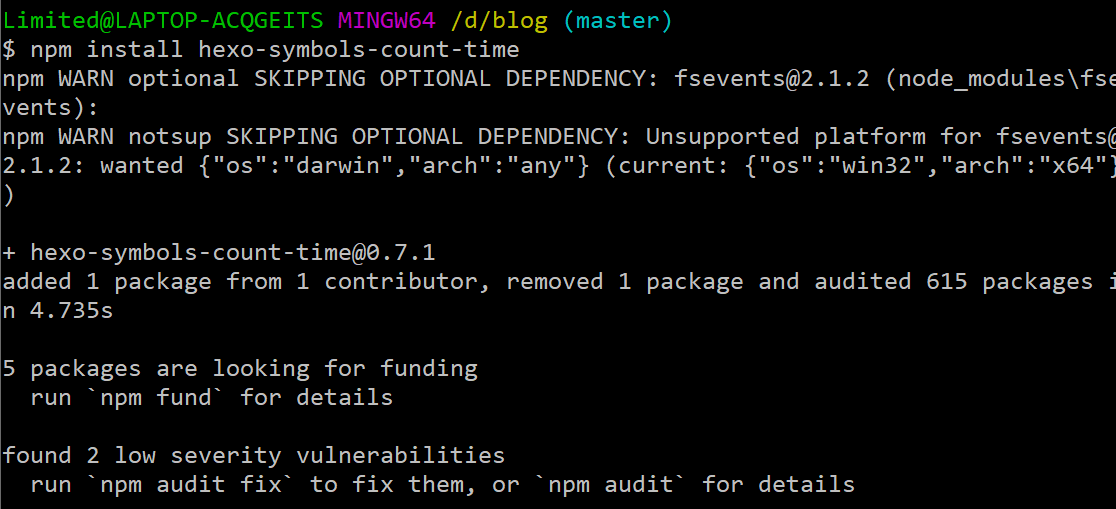 Limited@LAPTOP-ACQGEITS MINGW64 /d/blog (master)
$ npm install hexo-symbols-count-time
npm WARN optional SKIPPING OPTIONAL DEPENDENCY: fsevents@2.1.2 (node_modules\fse
vents):
npm WARN notsup SKIPPING OPTIONAL DEPENDENCY: Unsupported platform for fsevents@
2.1.2: wanted {"os":"darwin","arch":"any"} (current: {"os":"win32","arch":"x64"}
)
+ hexo-symbols-count-time@0.7.1
added 1 package from 1 contributor, removed 1 package and audited 615 packages i
n 4.735s
5 packages are looking for funding
run `npm fund` for details
found 2 low severity vulnerabilities
run `npm audit fix` to fix them, or `npm audit` for details